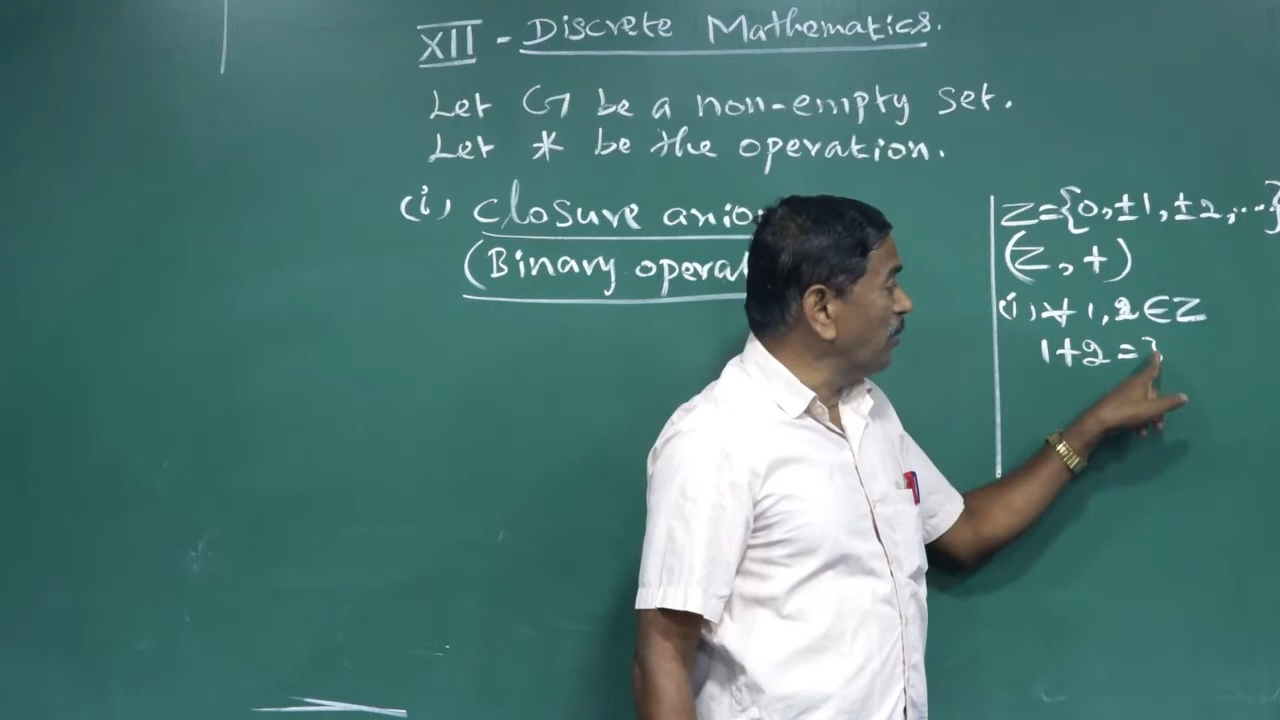 XII - Discrete Mathematics.
Let G be a non-empty set.
Let * be the operation.
(i) Closure
(Binary
Z={0,±1,±2,...}
(Z,+)
(i) ∀ 1,2∈Z
1+2=3